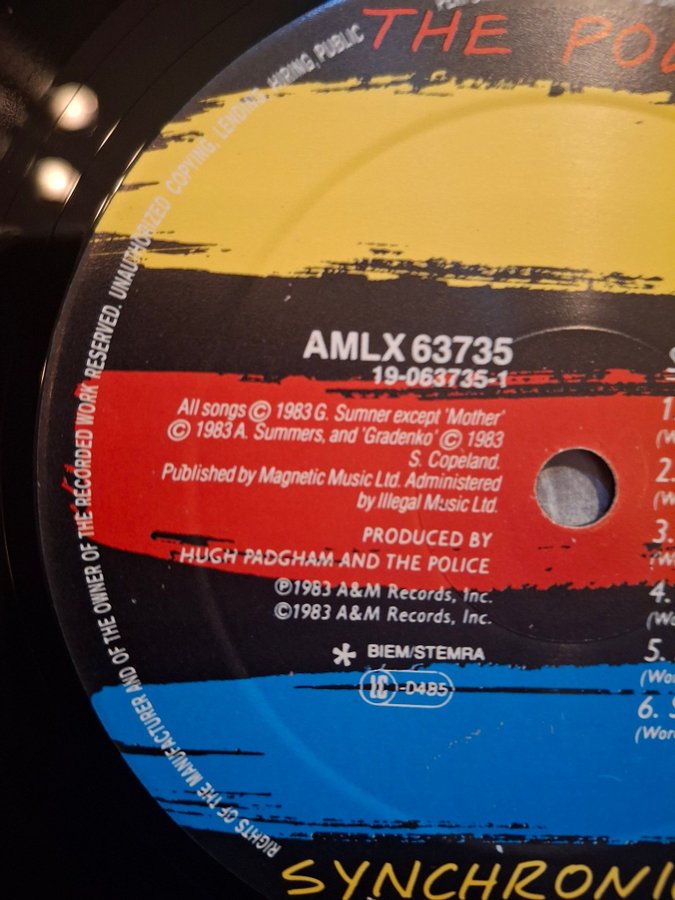 THE PO
UNAUTHORIZED COPYING, LENDING, HIRING, PUBLIC
RIGHTS OF THE MANUFACTURER AND OF THE OWNER OF THE RECORDED WORK RESERVED.
AMLX 63735
19-063735-1
All songs © 1983 G. Sumner except 'Mother'
© 1983 A. Summers, and 'Gradenko' © 1983
S. Copeland.
Published by Magnetic Music Ltd. Administered
by Illegal Music Ltd.
PRODUCED BY
HUGH PADGHAM AND THE POLICE
℗1983 A&M Records, Inc.
©1983 A&M Records, Inc.
* BIEM/STEMRA
LC -0485
1.
2.
3.
4.
5.
6. S
SYNCHRONI